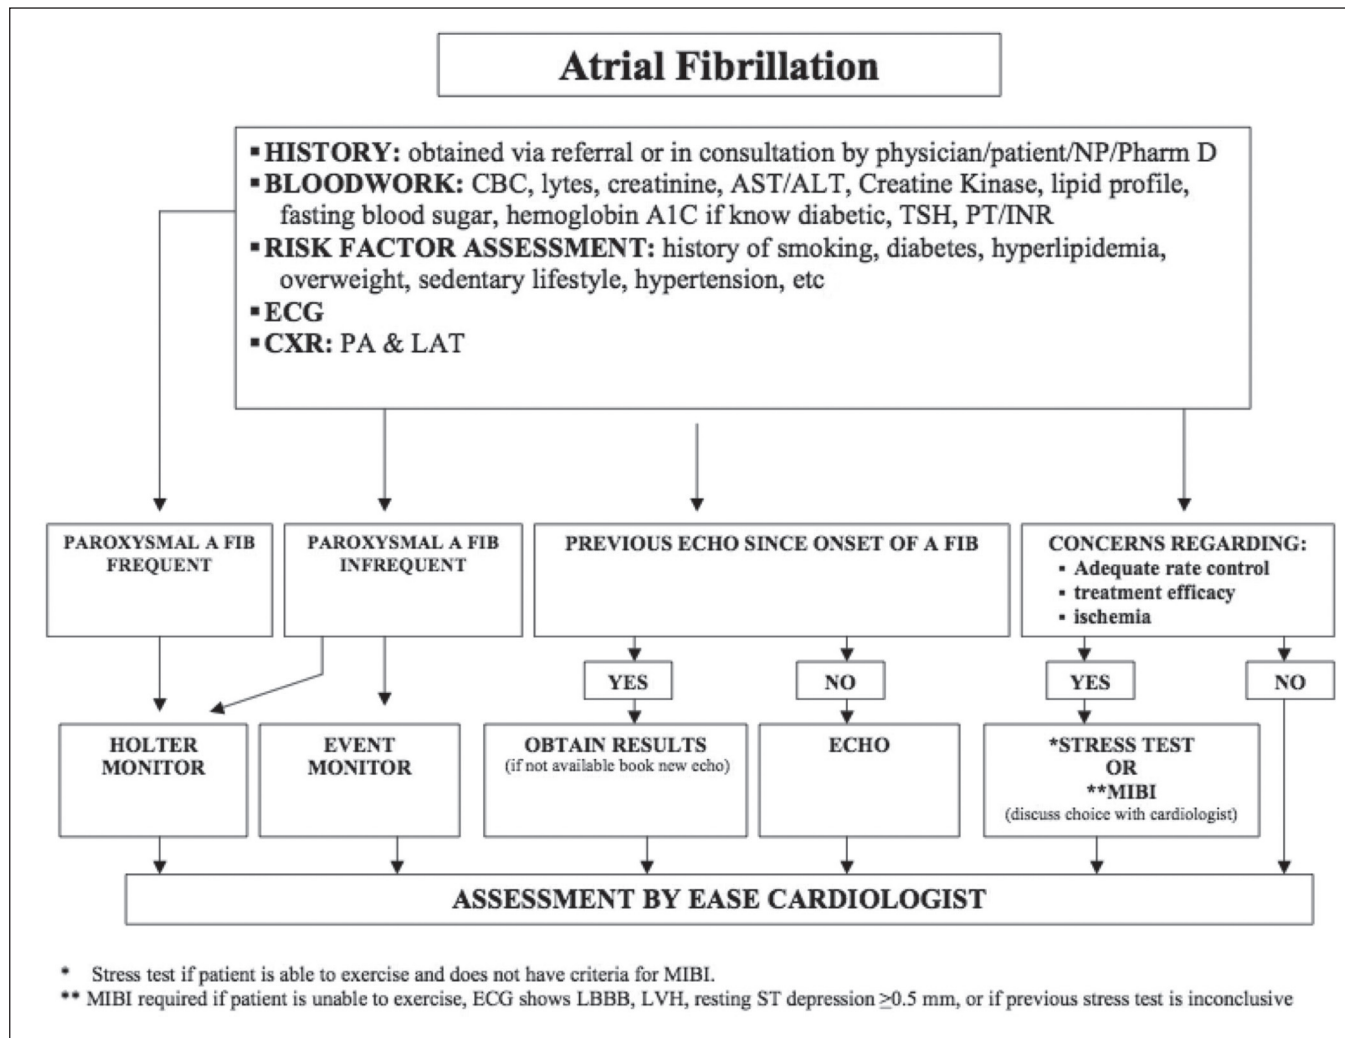 Atrial Fibrillation
▪ HISTORY: obtained via referral or in consultation by physician/patient/NP/Pharm D
▪ BLOODWORK: CBC, lytes, creatinine, AST/ALT, Creatine Kinase, lipid profile,
fasting blood sugar, hemoglobin A1C if know diabetic, TSH, PT/INR
▪ RISK FACTOR ASSESSMENT: history of smoking, diabetes, hyperlipidemia,
overweight, sedentary lifestyle, hypertension, etc
▪ ECG
▪ CXR: PA & LAT
PAROXYSMAL A FIB
FREQUENT
PAROXYSMAL A FIB
INFREQUENT
PREVIOUS ECHO SINCE ONSET OF A FIB
CONCERNS REGARDING:
▪ Adequate rate control
▪ treatment efficacy
▪ ischemia
YES
NO
YES
NO
HOLTER
MONITOR
EVENT
MONITOR
OBTAIN RESULTS
(if not available book new echo)
ECHO
*STRESS TEST
OR
**MIBI
(discuss choice with cardiologist)
ASSESSMENT BY EASE CARDIOLOGIST
* Stress test if patient is able to exercise and does not have criteria for MIBI.
** MIBI required if patient is unable to exercise, ECG shows LBBB, LVH, resting ST depression ≥0.5 mm, or if previous stress test is inconclusive